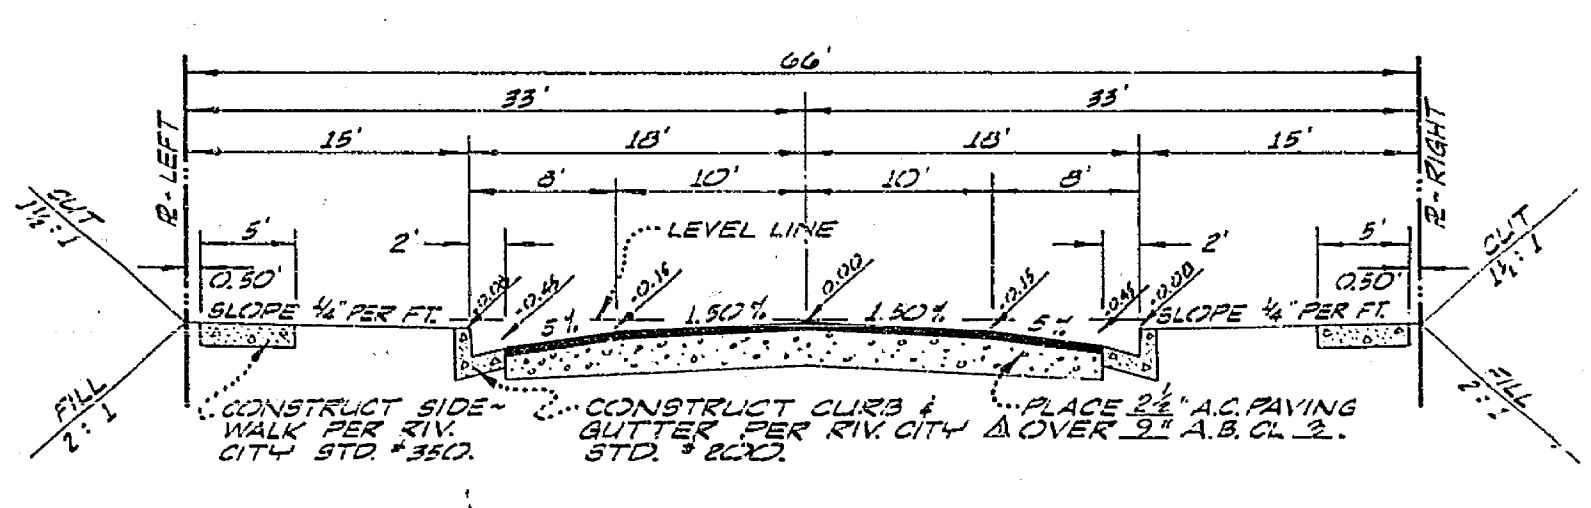 66'
33' 33'
15' 18' 18' 15'
8' 10' 10' 8'
PL - LEFT
PL - RIGHT
CUT
1½:1
CUT
1½:1
5' 2' LEVEL LINE 2' 5'
0.50' 0.50'
-0.00 -0.45 -0.15 0.00 -0.15 -0.45 -0.00
SLOPE ¼" PER FT. 5% 1.50% 1.50% 5% SLOPE ¼" PER FT.
FILL
2:1
FILL
2:1
CONSTRUCT SIDE-
WALK PER RIV.
CITY STD. #350.
CONSTRUCT CURB &
GUTTER PER RIV. CITY
STD. #200.
PLACE 2½" A.C. PAVING
OVER 9" A.B. CL